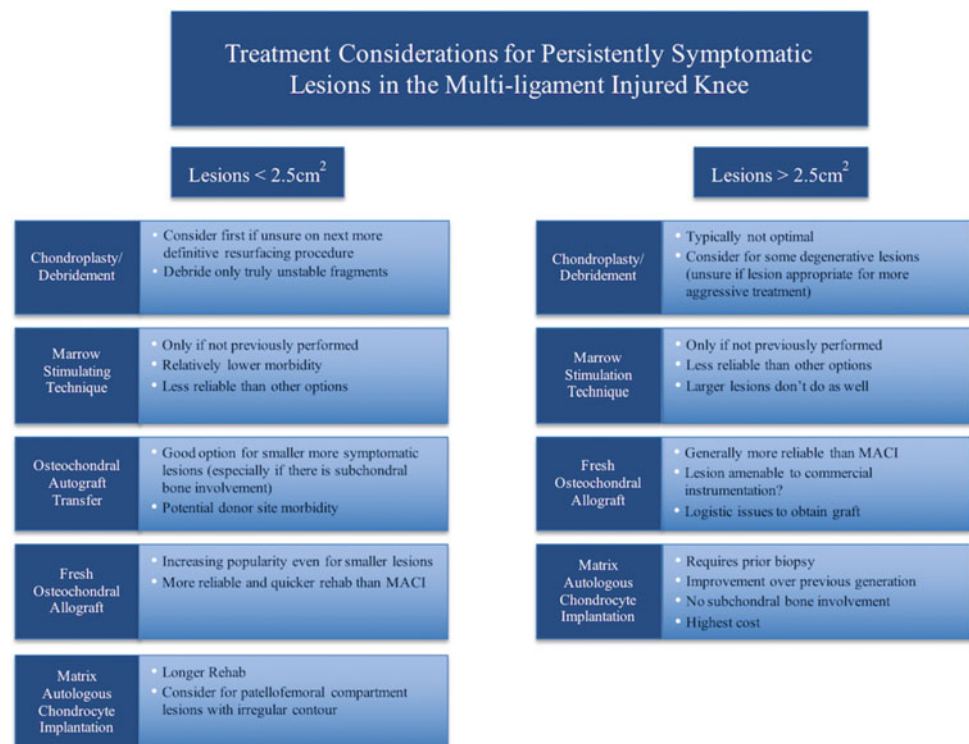 Treatment Considerations for Persistently Symptomatic
Lesions in the Multi-ligament Injured Knee
Lesions < 2.5cm²
Chondroplasty/
Debridement
• Consider first if unsure on next more
definitive resurfacing procedure
• Debride only truly unstable fragments
Marrow
Stimulating
Technique
• Only if not previously performed
• Relatively lower morbidity
• Less reliable than other options
Osteochondral
Autograft
Transfer
• Good option for smaller more symptomatic
lesions (especially if there is subchondral
bone involvement)
• Potential donor site morbidity
Fresh
Osteochondral
Allograft
• Increasing popularity even for smaller lesions
• More reliable and quicker rehab than MACI
Matrix
Autologous
Chondrocyte
Implantation
• Longer Rehab
• Consider for patellofemoral compartment
lesions with irregular contour
Lesions > 2.5cm²
Chondroplasty/
Debridement
• Typically not optimal
• Consider for some degenerative lesions
(unsure if lesion appropriate for more
aggressive treatment)
Marrow
Stimulation
Technique
• Only if not previously performed
• Less reliable than other options
• Larger lesions don't do as well
Fresh
Osteochondral
Allograft
• Generally more reliable than MACI
• Lesion amenable to commercial
instrumentation?
• Logistic issues to obtain graft
Matrix
Autologous
Chondrocyte
Implantation
• Requires prior biopsy
• Improvement over previous generation
• No subchondral bone involvement
• Highest cost